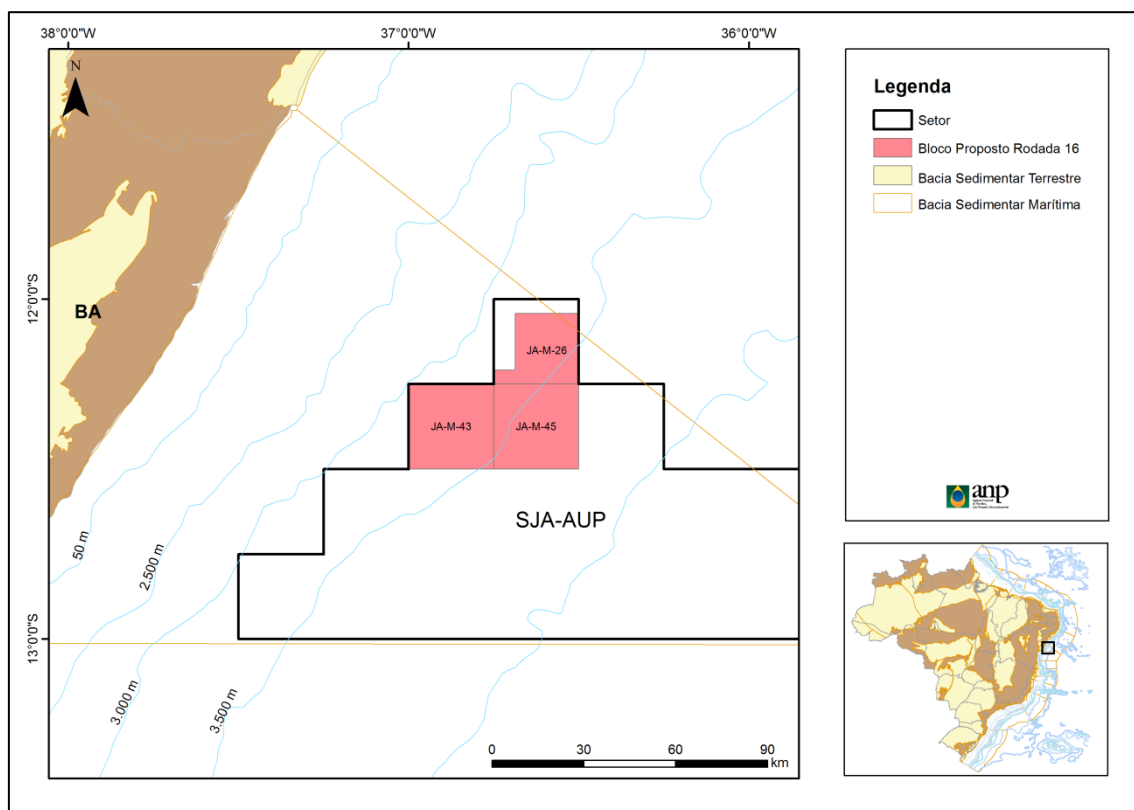 38°0'0"W
37°0'0"W
36°0'0"W
N
12°0'0"S
13°0'0"S
BA
JA-M-26
JA-M-43
JA-M-45
SJA-AUP
50 m
2.500 m
3.000 m
3.500 m
0 30 60 90
km
Legenda
Setor
Bloco Proposto Rodada 16
Bacia Sedimentar Terrestre
Bacia Sedimentar Marítima
anp